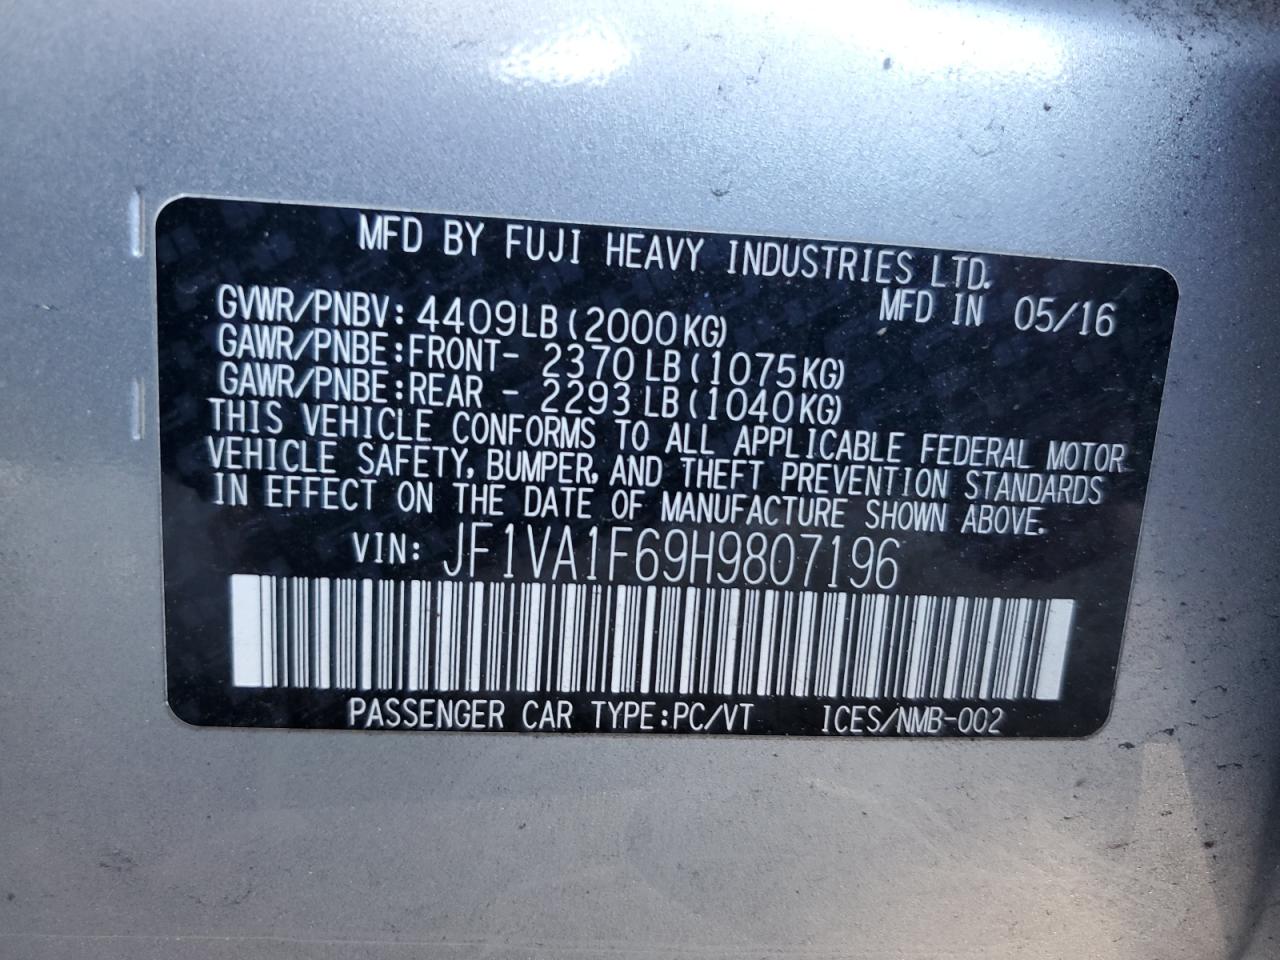 MFD BY FUJI HEAVY INDUSTRIES LTD.
MFD IN 05/16
GVWR/PNBV: 4409LB(2000KG)
GAWR/PNBE:FRONT- 2370LB(1075KG)
GAWR/PNBE:REAR - 2293LB(1040KG)
THIS VEHICLE CONFORMS TO ALL APPLICABLE FEDERAL MOTOR
VEHICLE SAFETY, BUMPER, AND THEFT PREVENTION STANDARDS
IN EFFECT ON THE DATE OF MANUFACTURE SHOWN ABOVE.
VIN: JF1VA1F69H9807196
PASSENGER CAR TYPE:PC/VT ICES/NMB-002